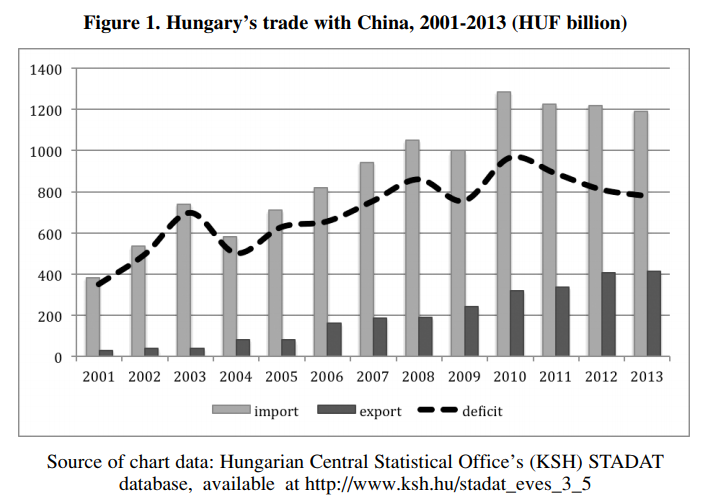 Figure 1. Hungary’s trade with China, 2001-2013 (HUF billion)
1400
1200
1000
800
600
400
200
0
2001 2002 2003 2004 2005 2006 2007 2008 2009 2010 2011 2012 2013
import export deficit
Source of chart data: Hungarian Central Statistical Office’s (KSH) STADAT
database, available at http://www.ksh.hu/stadat_eves_3_5